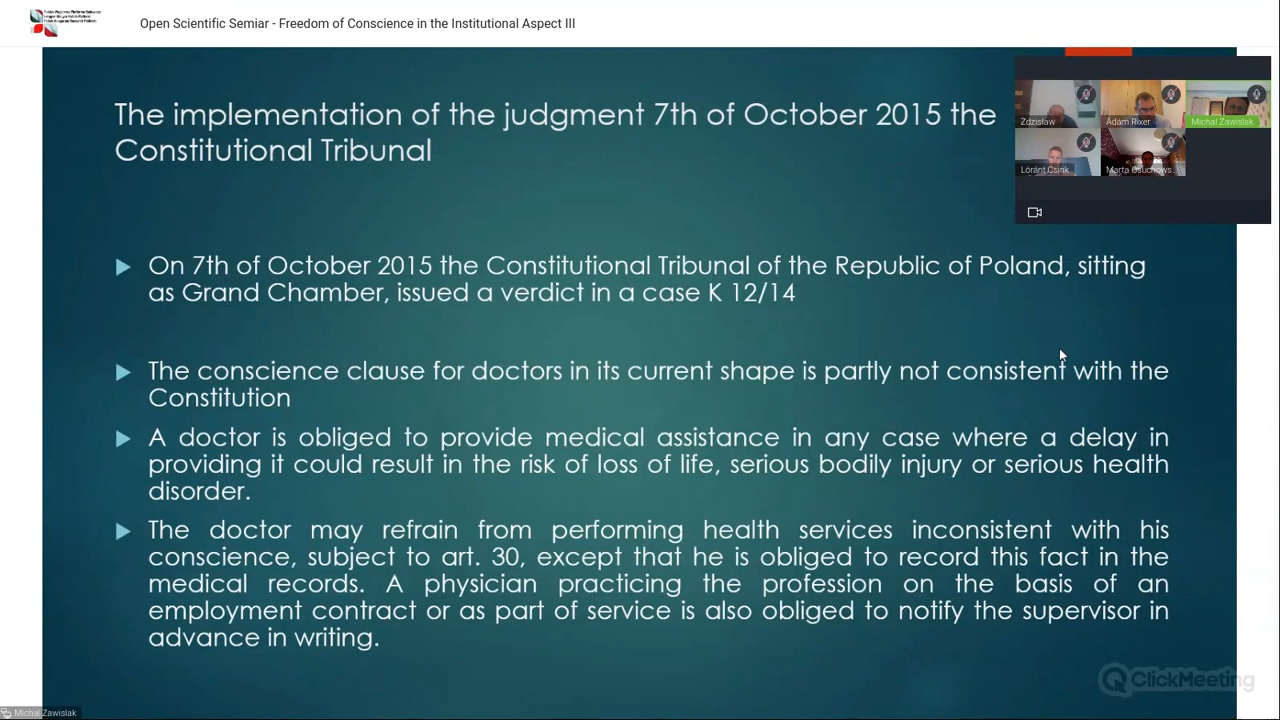 Open Scientific Semiar - Freedom of Conscience in the Institutional Aspect III
The implementation of the judgment 7th of October 2015 the
Constitutional Tribunal
Zdzisław
Ádám Rixer
Michal Zawislak
Lóránt Csink
Marta Osuchows...
On 7th of October 2015 the Constitutional Tribunal of the Republic of Poland, sitting
as Grand Chamber, issued a verdict in a case K 12/14
The conscience clause for doctors in its current shape is partly not consistent with the
Constitution
A doctor is obliged to provide medical assistance in any case where a delay in
providing it could result in the risk of loss of life, serious bodily injury or serious health
disorder.
The doctor may refrain from performing health services inconsistent with his
conscience, subject to art. 30, except that he is obliged to record this fact in the
medical records. A physician practicing the profession on the basis of an
employment contract or as part of service is also obliged to notify the supervisor in
advance in writing.
ClickMeeting
Michal Zawislak